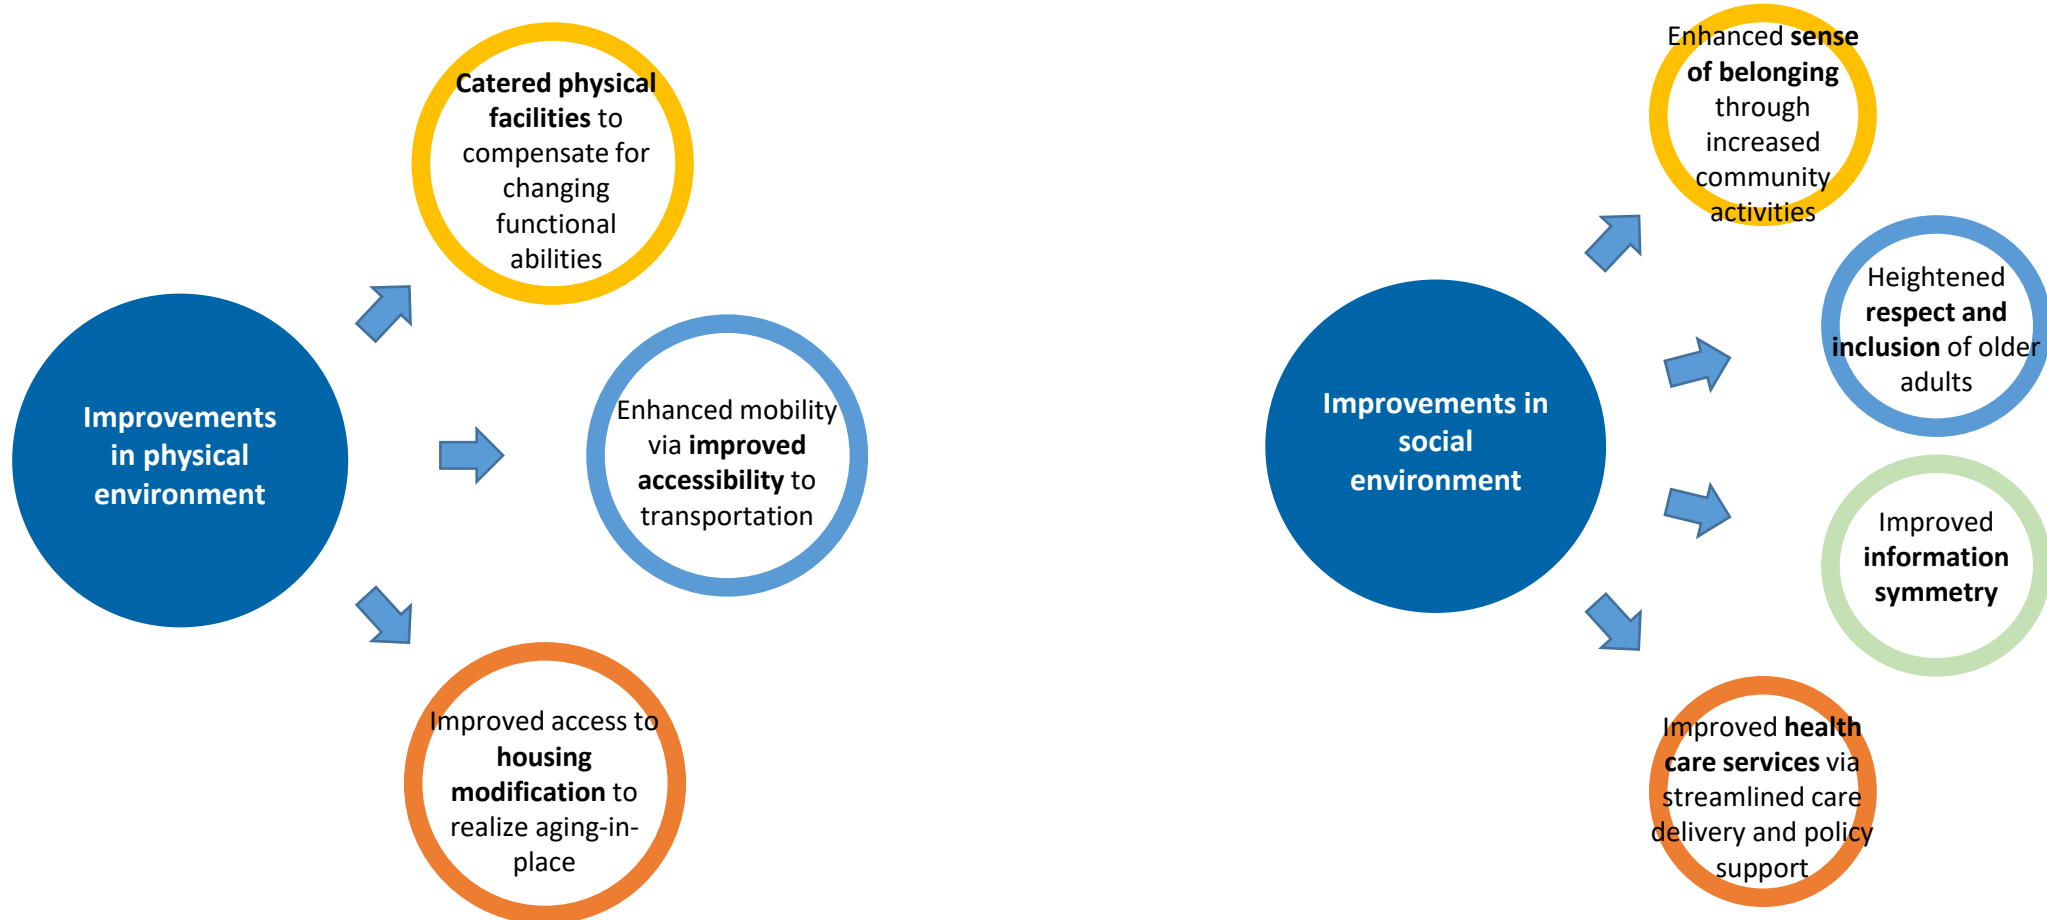 Improvements
in physical
environment
Catered physical
facilities to
compensate for
changing
functional
abilities
Enhanced mobility
via improved
accessibility to
transportation
Improved access to
housing
modification to
realize aging-in-
place
Improvements in
social
environment
Enhanced sense
of belonging
through
increased
community
activities
Heightened
respect and
inclusion of older
adults
Improved
information
symmetry
Improved health
care services via
streamlined care
delivery and policy
support